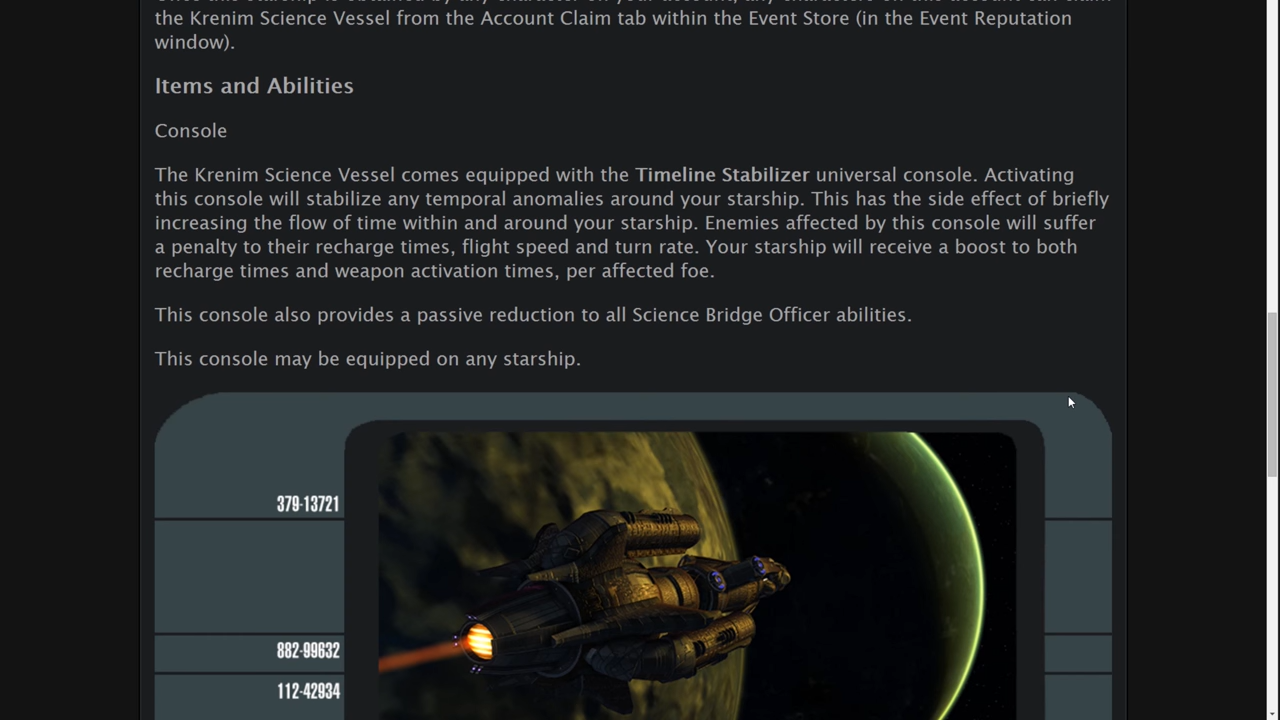 the Krenim Science Vessel from the Account Claim tab within the Event Store (in the Event Reputation
window).
Items and Abilities
Console
The Krenim Science Vessel comes equipped with the Timeline Stabilizer universal console. Activating
this console will stabilize any temporal anomalies around your starship. This has the side effect of briefly
increasing the flow of time within and around your starship. Enemies affected by this console will suffer
a penalty to their recharge times, flight speed and turn rate. Your starship will receive a boost to both
recharge times and weapon activation times, per affected foe.
This console also provides a passive reduction to all Science Bridge Officer abilities.
This console may be equipped on any starship.
379-13721
882-99632
112-42934